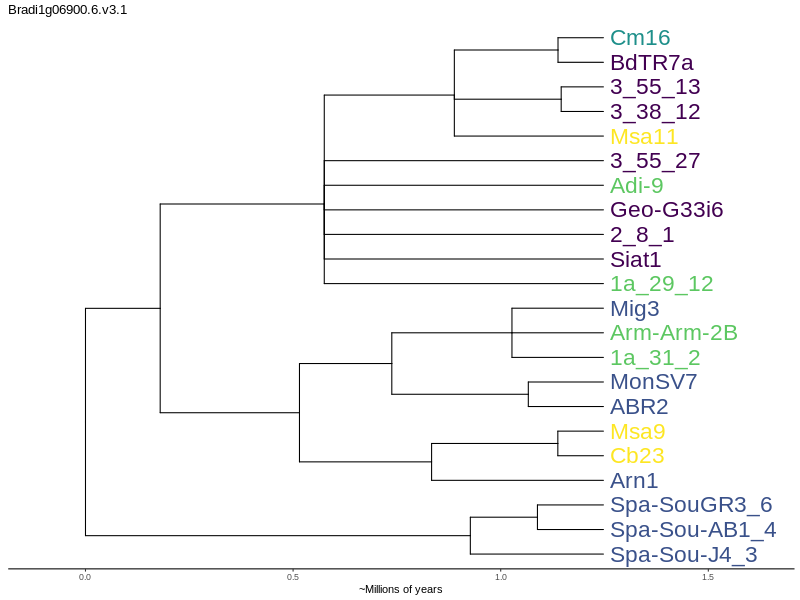 Bradi1g06900.6.v3.1
Cm16
BdTR7a
3_55_13
3_38_12
Msa11
3_55_27
Adi-9
Geo-G33i6
2_8_1
Siat1
1a_29_12
Mig3
Arm-Arm-2B
1a_31_2
MonSV7
ABR2
Msa9
Cb23
Arn1
Spa-SouGR3_6
Spa-Sou-AB1_4
Spa-Sou-J4_3
0.0 0.5 1.0 1.5
~Millions of years